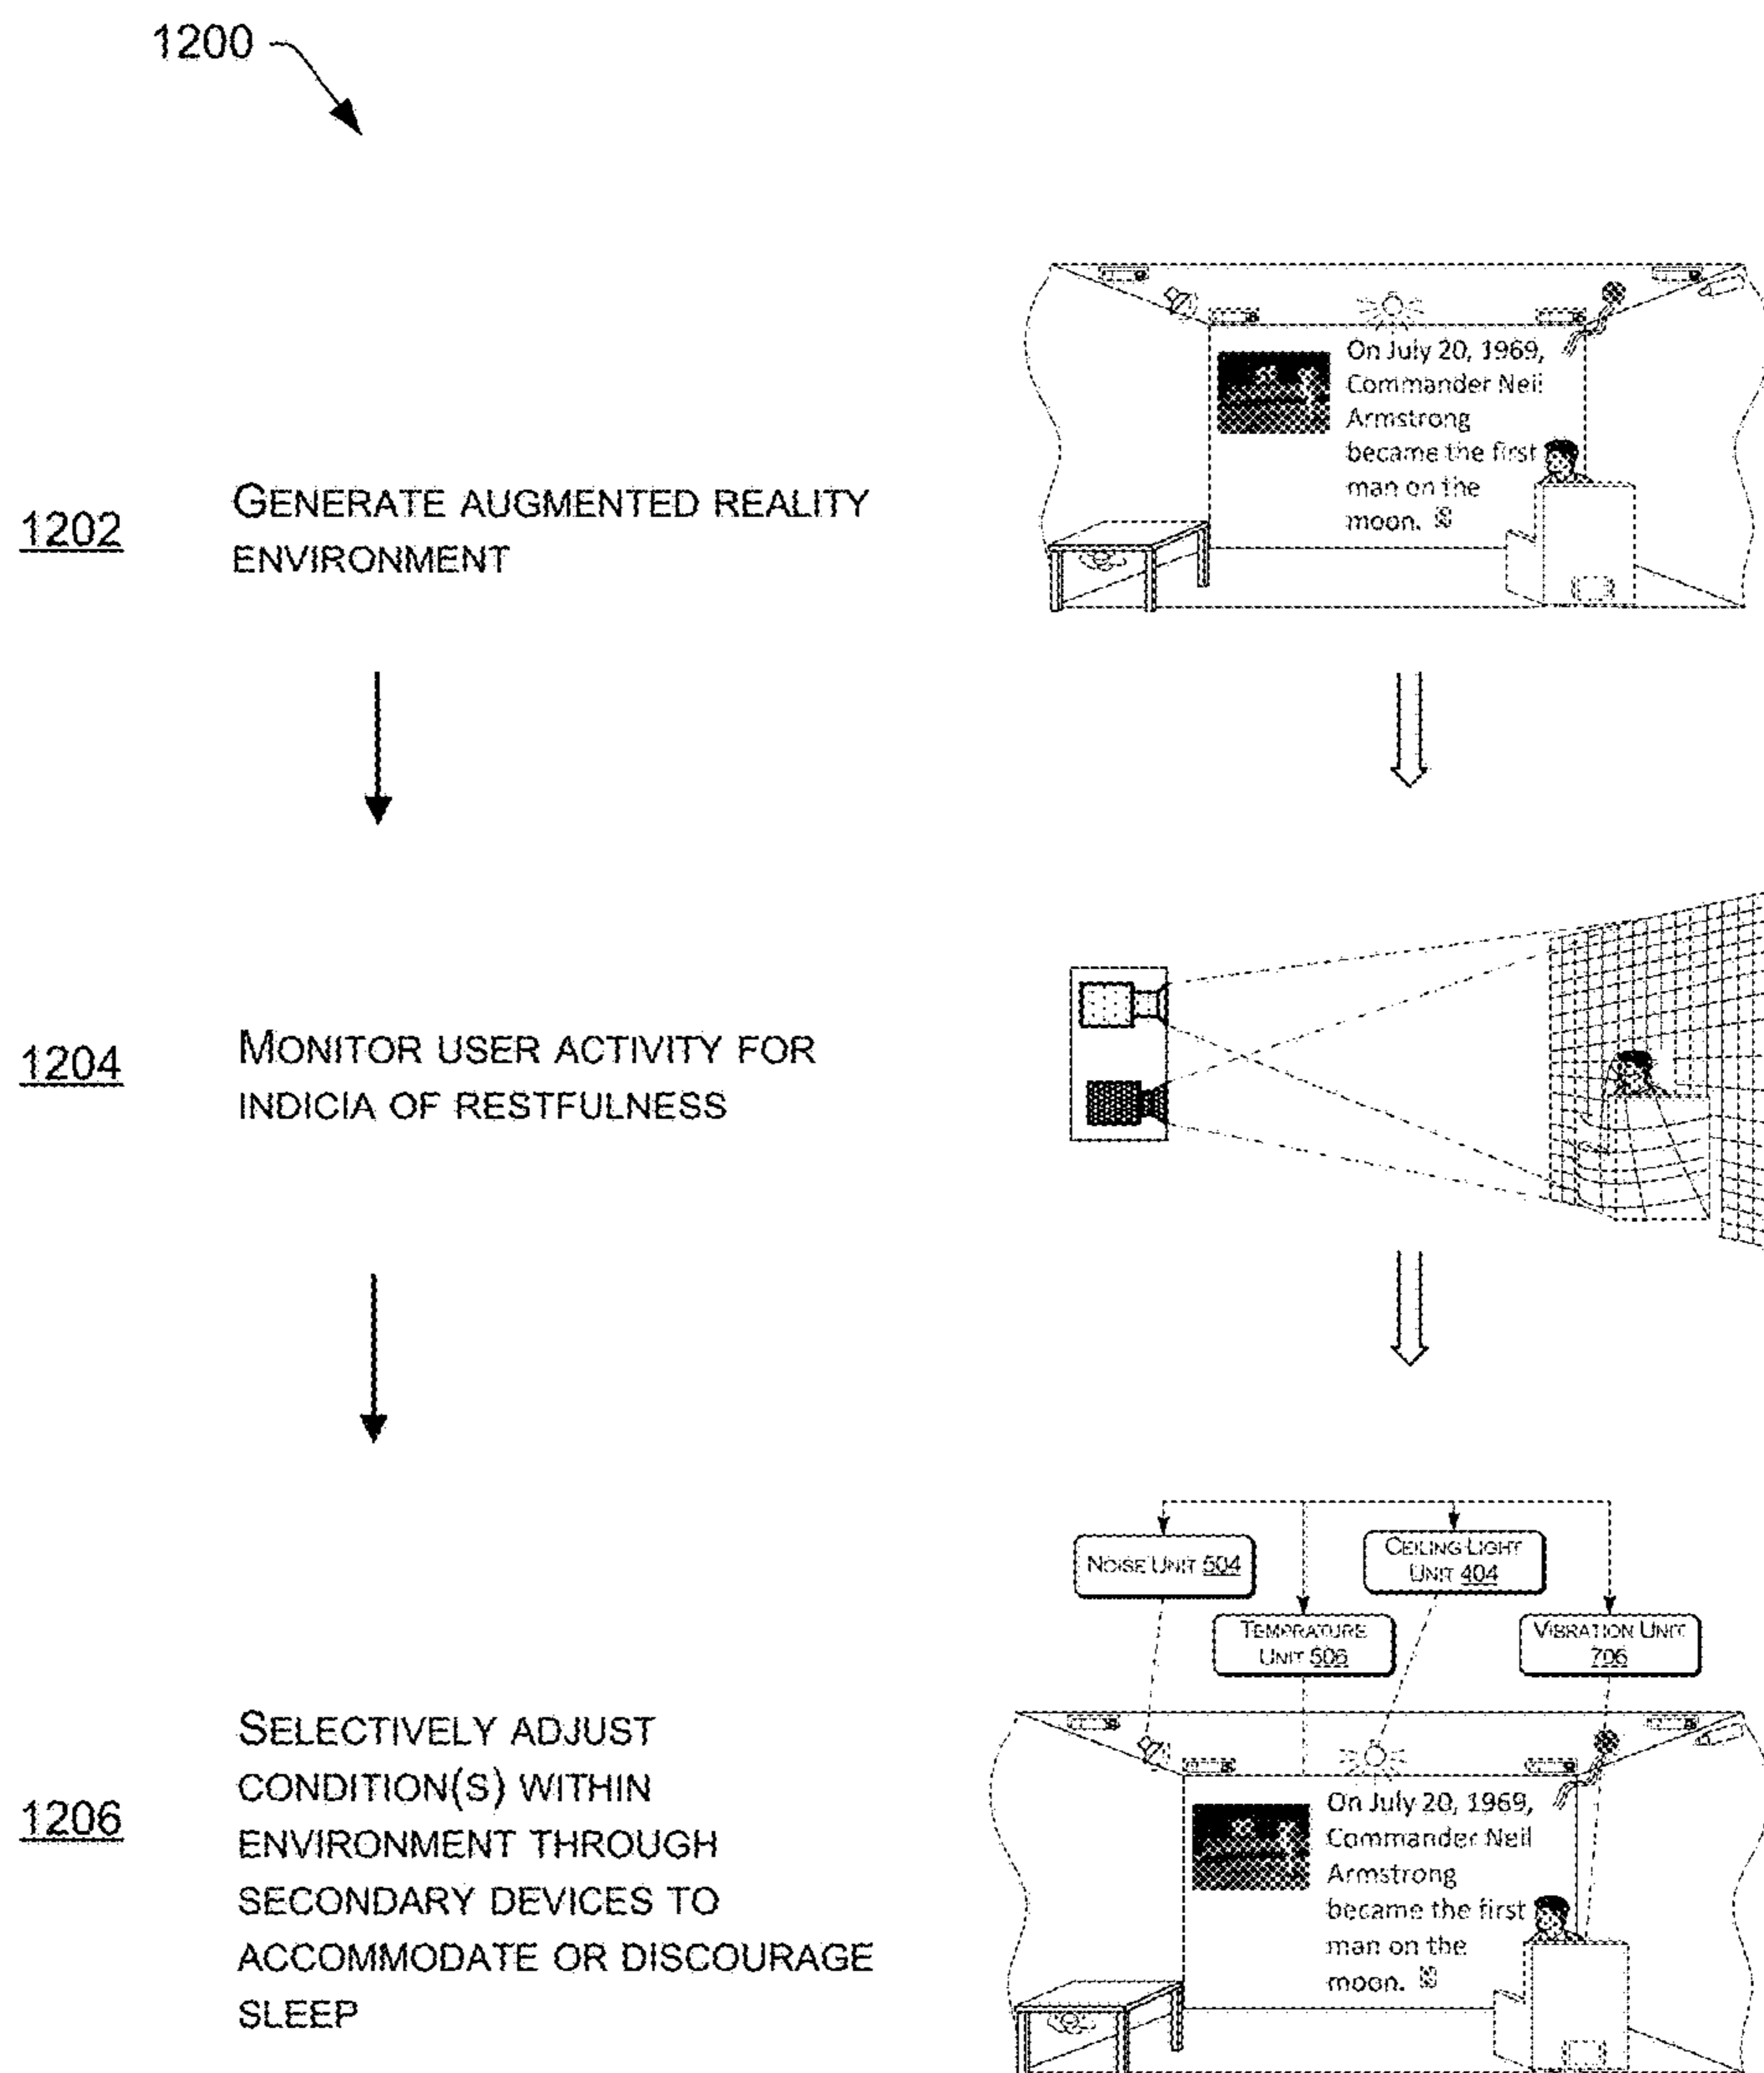 1200
1202
GENERATE AUGMENTED REALITY
ENVIRONMENT
On July 20, 1969,
Commander Neil
Armstrong
became the first
man on the
moon.
1204
MONITOR USER ACTIVITY FOR
INDICIA OF RESTFULNESS
NOISE UNIT 504
CEILING LIGHT
UNIT 404
TEMPRATURE
UNIT 506
VIBRATION UNIT
706
1206
SELECTIVELY ADJUST
CONDITION(S) WITHIN
ENVIRONMENT THROUGH
SECONDARY DEVICES TO
ACCOMMODATE OR DISCOURAGE
SLEEP
On July 20, 1969,
Commander Neil
Armstrong
became the first
man on the
moon.